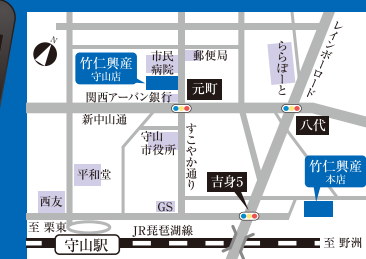 N
レインボーロード
竹仁興産
守山店
市民
病院
郵便局
ららぽーと
元町
関西アーバン銀行
新中山通
八代
守山
市役所
すこやか通り
竹仁興産
本店
平和堂
吉身5
西友
GS
至 栗東
JR琵琶湖線
守山駅
至 野洲